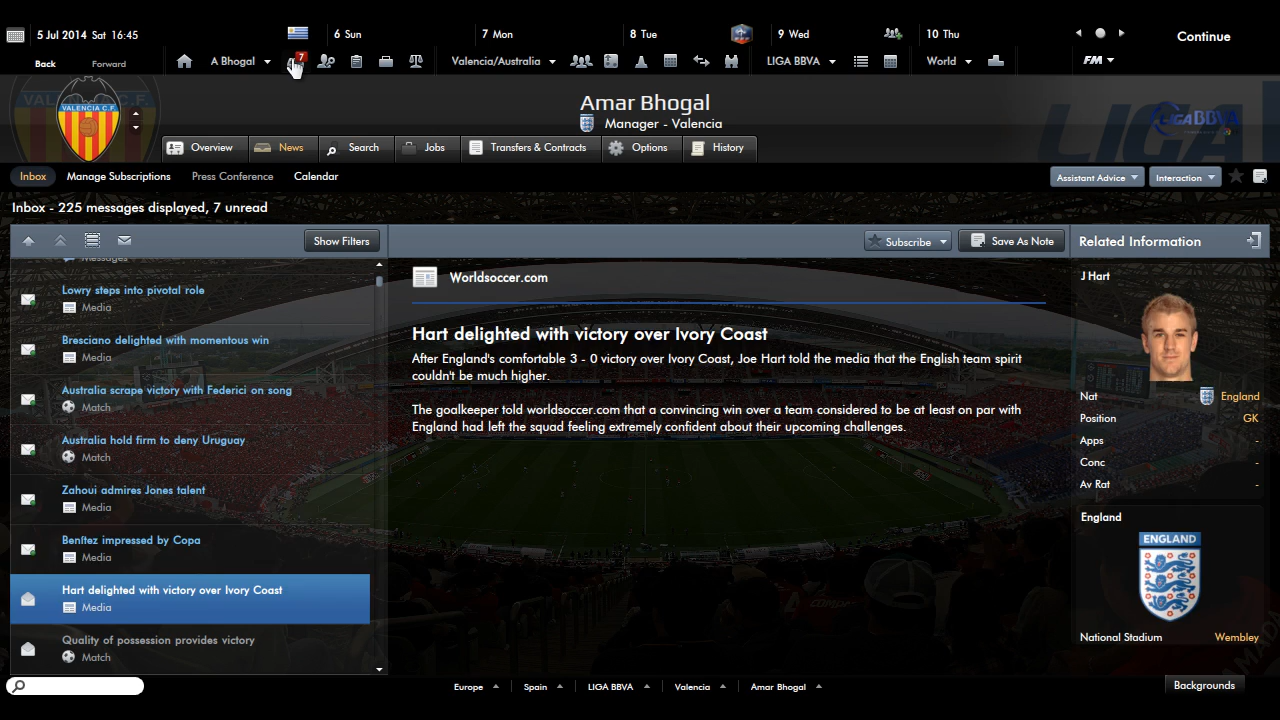 5 Jul 2014 Sat 16:45
6 Sun
7 Mon
8 Tue
9 Wed
10 Thu
Continue
Back
Forward
A Bhogal
7
Valencia/Australia
LIGA BBVA
World
FM
VALENCIA C.F.
Amar Bhogal
Manager - Valencia
LIGA BBVA
Overview
News
Search
Jobs
Transfers & Contracts
Options
History
Inbox
Manage Subscriptions
Press Conference
Calendar
Assistant Advice
Interaction
Inbox - 225 messages displayed, 7 unread
Show Filters
Subscribe
Save As Note
Related Information
Messages
Lowry steps into pivotal role
Media
Bresciano delighted with momentous win
Media
Australia scrape victory with Federici on song
Match
Australia hold firm to deny Uruguay
Match
Zahoui admires Jones talent
Media
Benítez impressed by Copa
Media
Hart delighted with victory over Ivory Coast
Media
Quality of possession provides victory
Match
Worldsoccer.com
Hart delighted with victory over Ivory Coast
After England's comfortable 3 - 0 victory over Ivory Coast, Joe Hart told the media that the English team spirit
couldn't be much higher.
The goalkeeper told worldsoccer.com that a convincing win over a team considered to be at least on par with
England had left the squad feeling extremely confident about their upcoming challenges.
J Hart
Nat England
Position GK
Apps -
Conc -
Av Rat -
England
ENGLAND
National Stadium Wembley
Europe
Spain
LIGA BBVA
Valencia
Amar Bhogal
Backgrounds